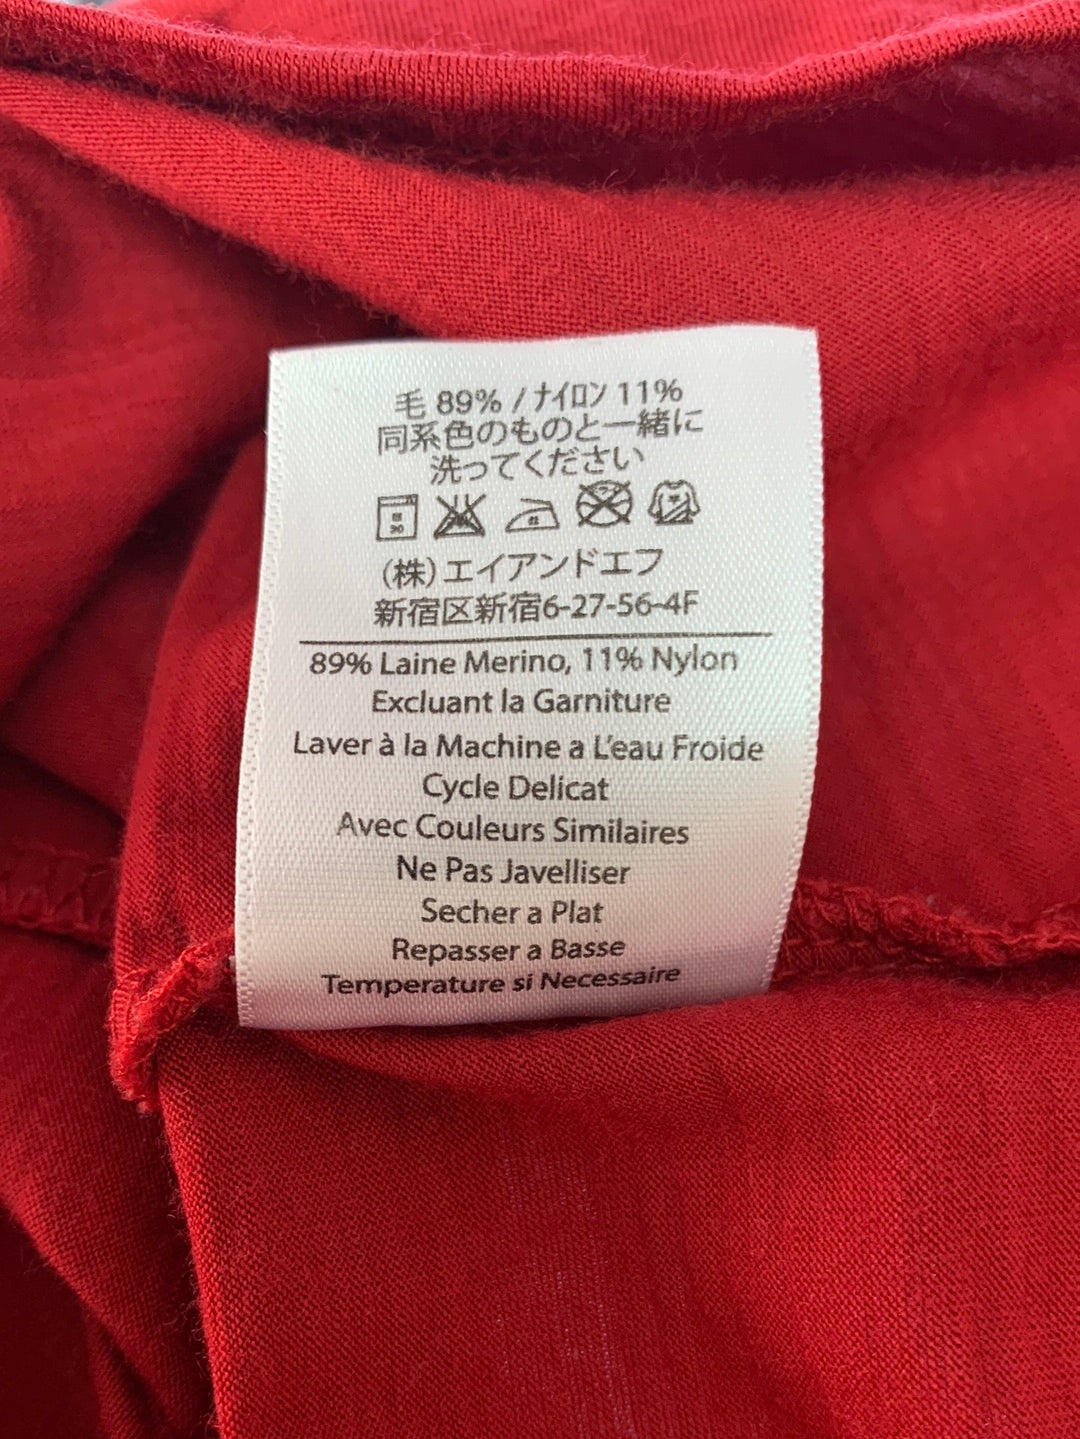 毛 89% / ナイロン 11%
同系色のものと一緒に
洗ってください
(株) エイアンドエフ
新宿区新宿6-27-56-4F
89% Laine Merino, 11% Nylon
Excluant la Garniture
Laver à la Machine a L'eau Froide
Cycle Delicat
Avec Couleurs Similaires
Ne Pas Javelliser
Secher a Plat
Repasser a Basse
Temperature si Necessaire